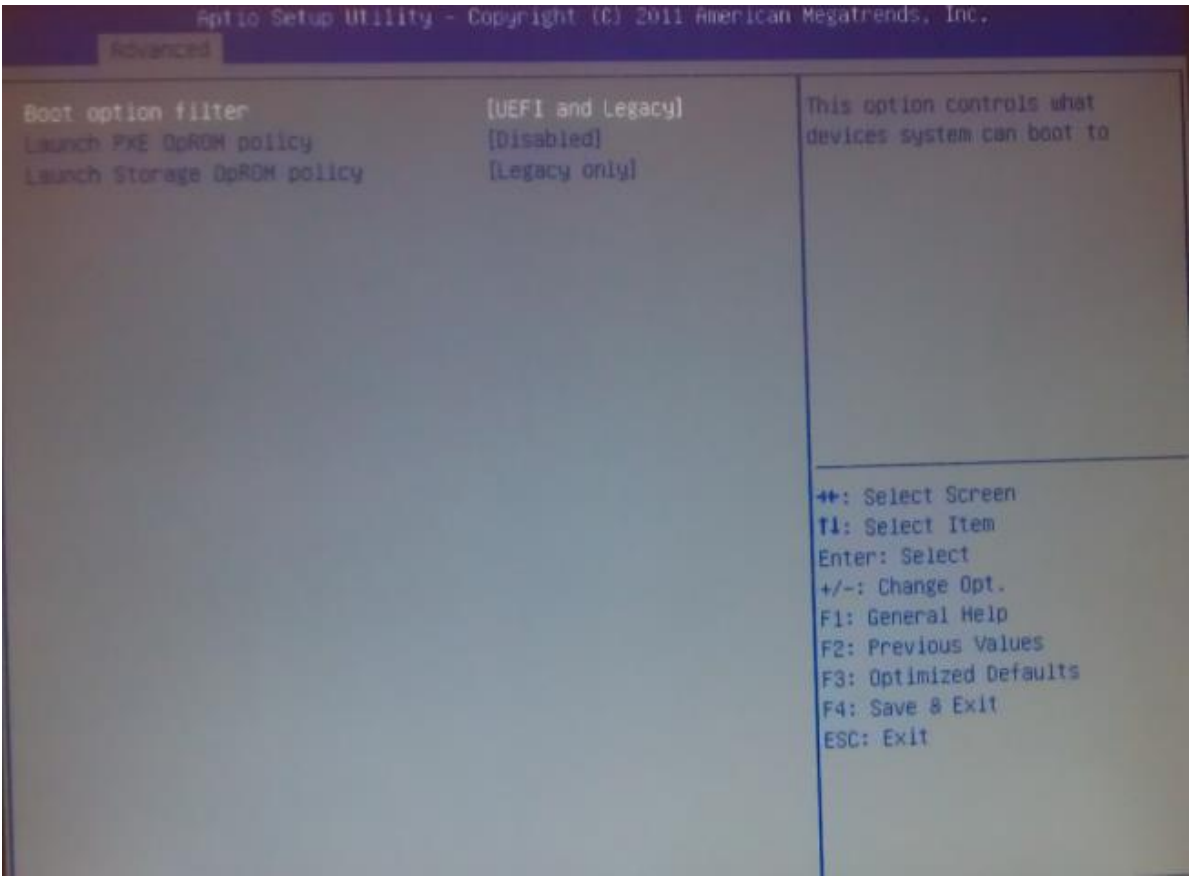 Aptio Setup Utility - Copyright (C) 2011 American Megatrends, Inc.
Advanced
Boot option filter [UEFI and Legacy]
Launch PXE OpROM policy [Disabled]
Launch Storage OpROM policy [Legacy only]
This option controls what
devices system can boot to
→←: Select Screen
↑↓: Select Item
Enter: Select
+/-: Change Opt.
F1: General Help
F2: Previous Values
F3: Optimized Defaults
F4: Save & Exit
ESC: Exit